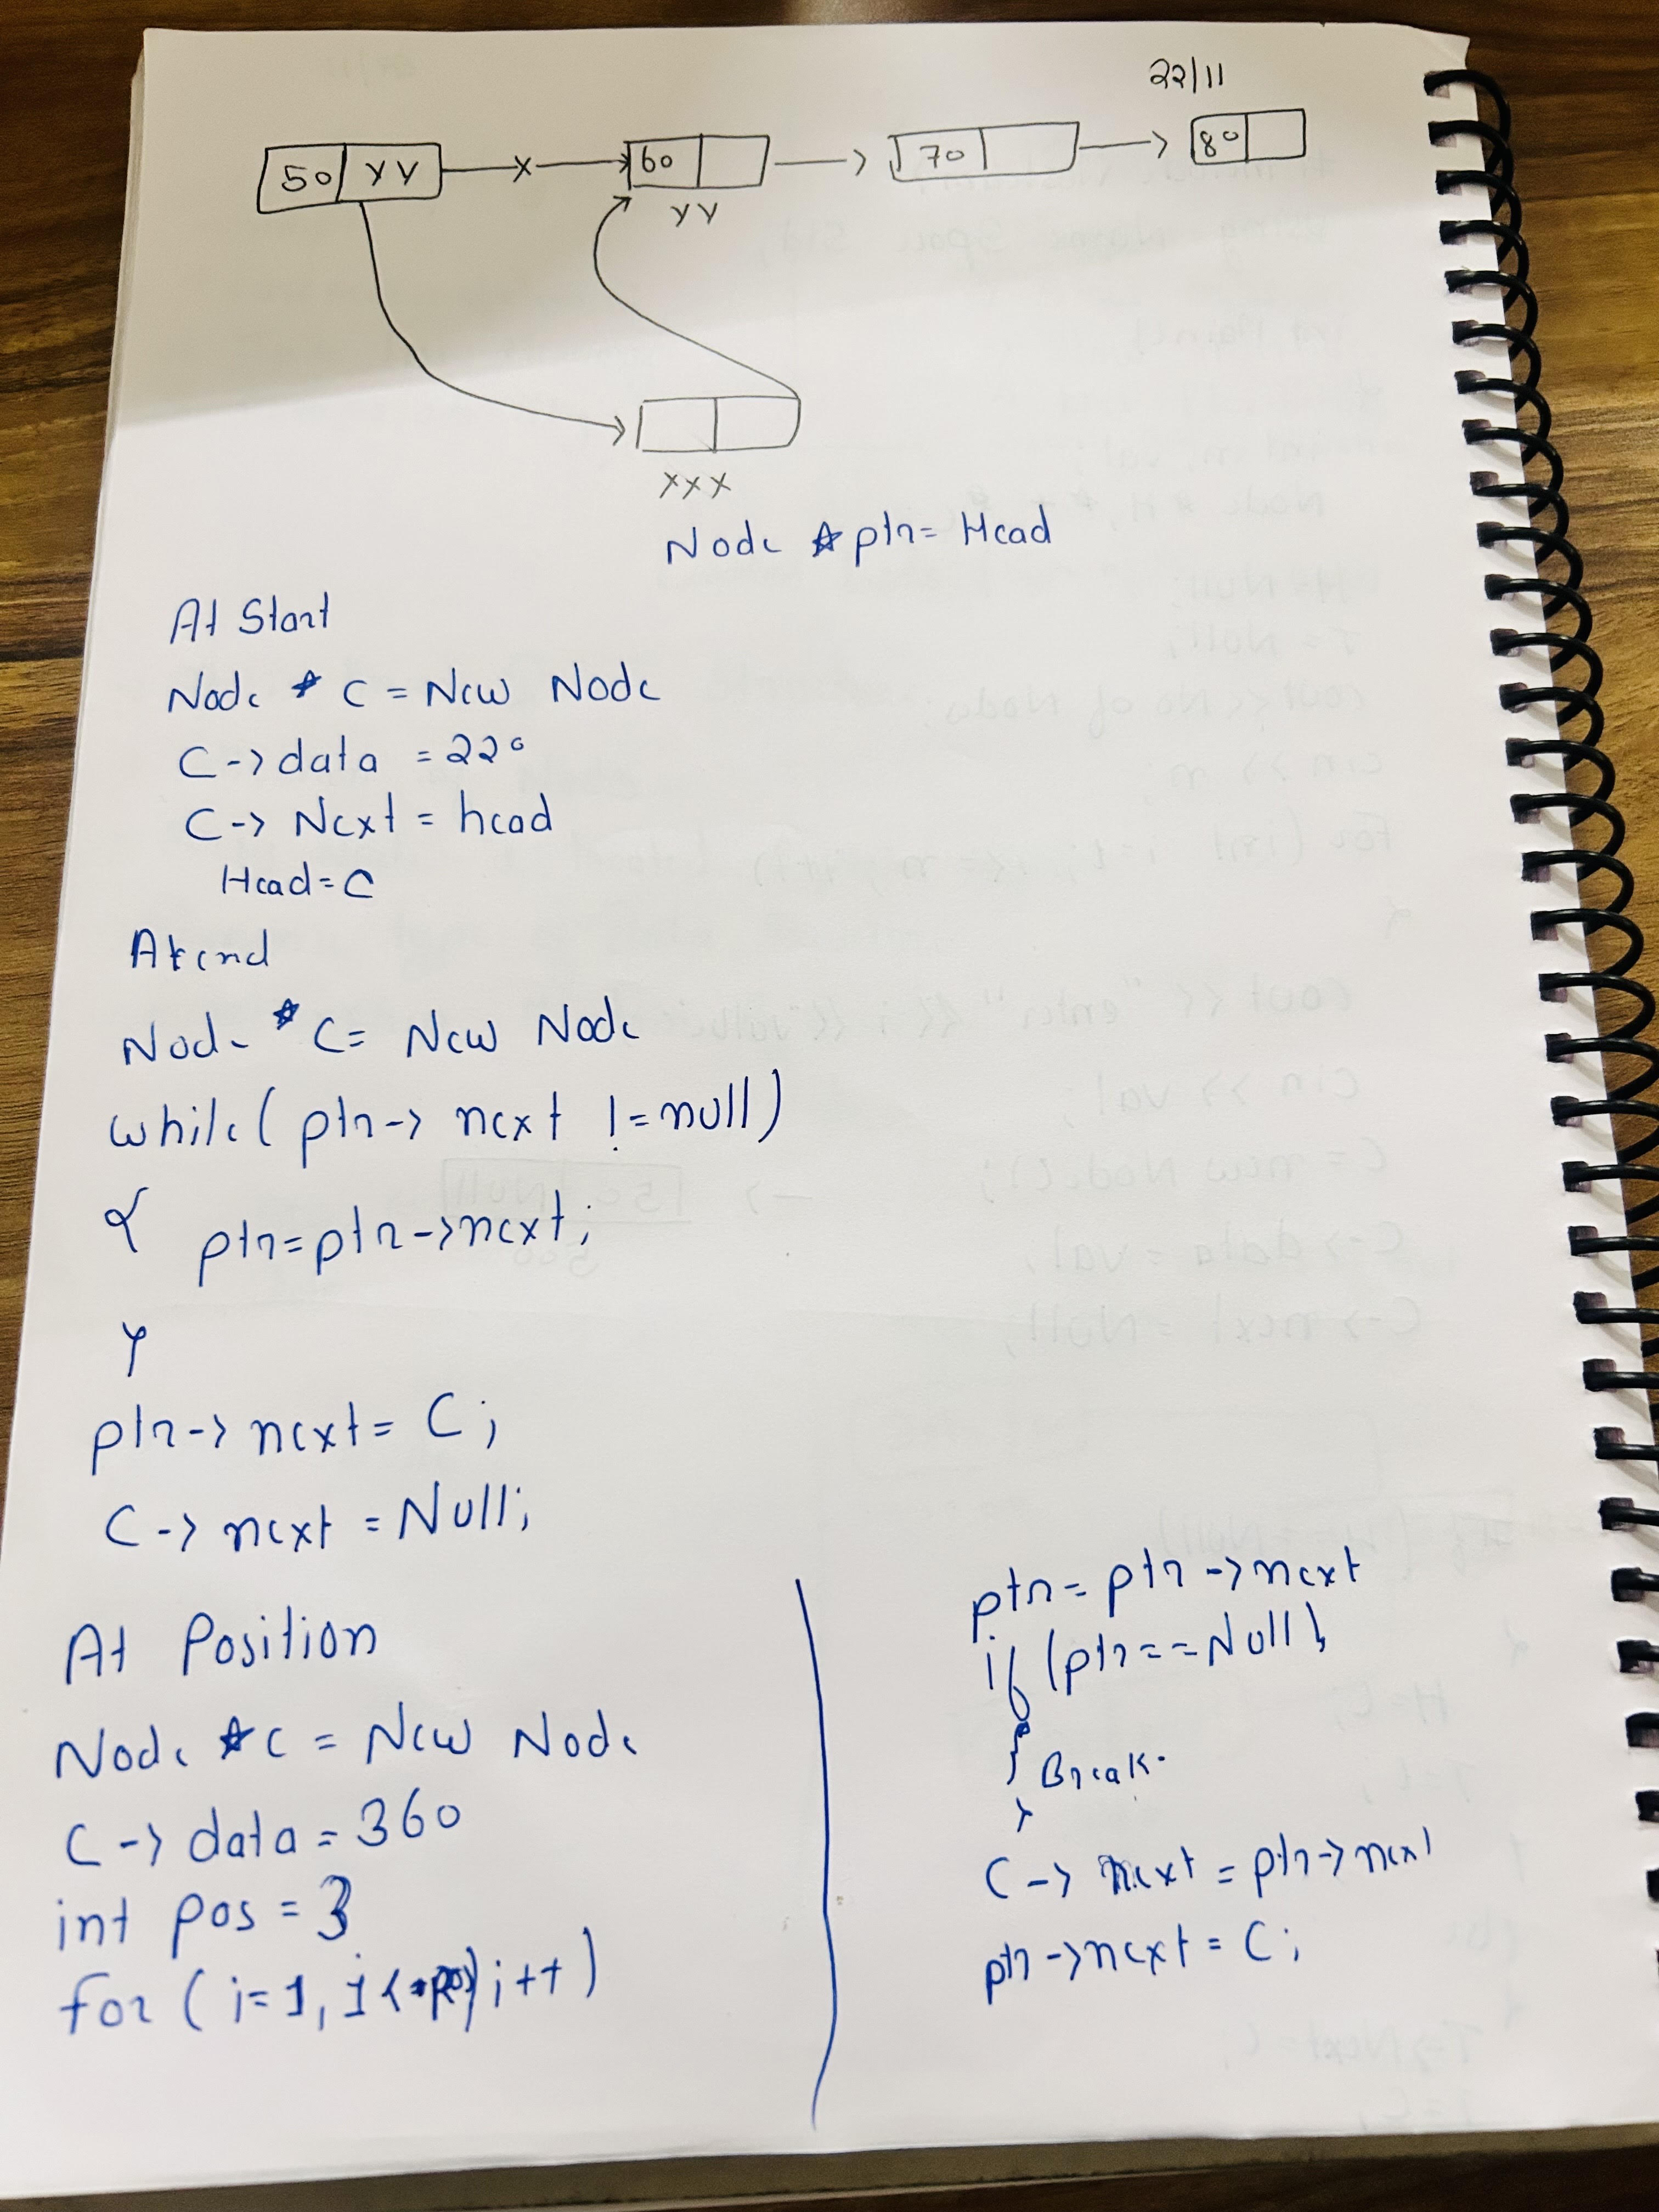 22/11
50 YY 60 70 80
YY
XXX
Node *ptr= Head
At Start
Node * C = New Node
C -> data = 220
C -> Next = head
Head = C
At end
Node *C= New Node
while( ptr-> next != null)
{ ptr=ptr->next;
}
ptr-> next= C;
C -> next = Null;
At Position
Node *C = New Node
C -> data = 360
int pos = 3
for ( i=1, i< pos) i++ )
ptr= ptr ->next
if (ptr==Null)
{ Break.
}
C -> next = ptr->next
ptr->next = C;